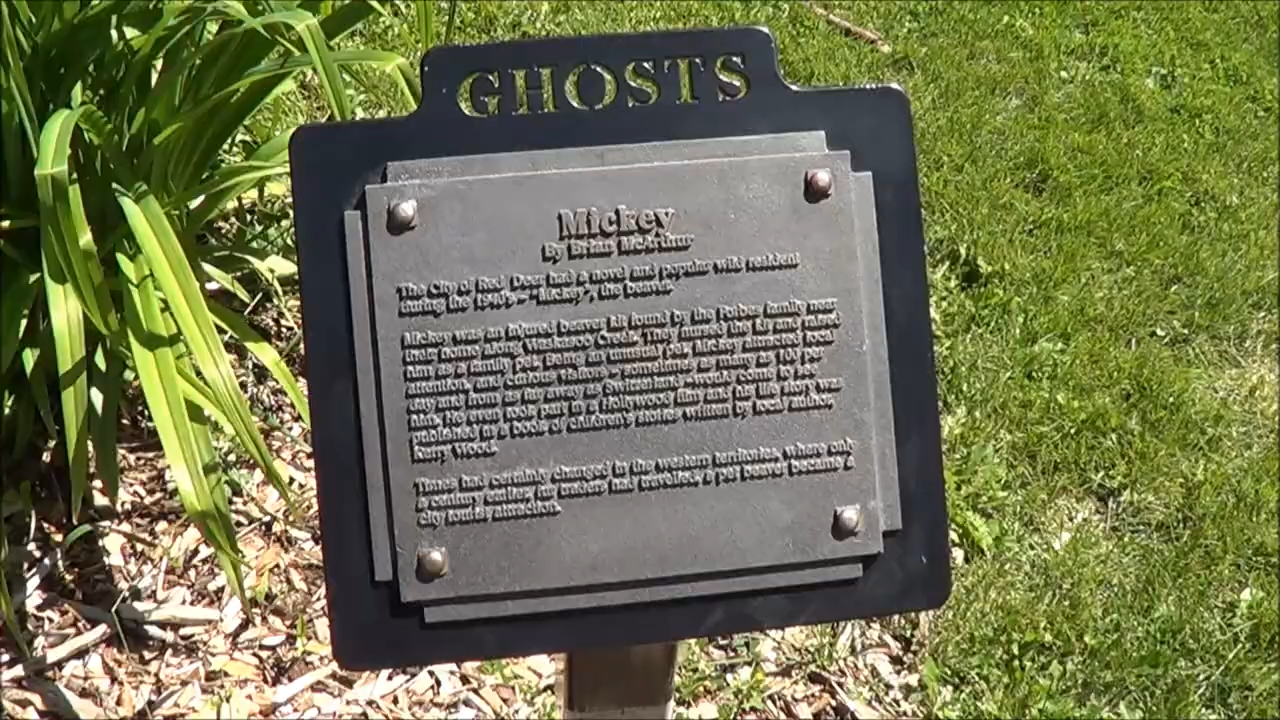 GHOSTS
Mickey
By Brian McArthur
The City of Red Deer had a novel and popular wild resident
during the 1940's - "Mickey", the beaver.
Mickey was an injured beaver kit found by the Forbes family near
their home along Waskasoo Creek. They nursed the kit and raised
him as a family pet. Being an unusual pet, Mickey attracted local
attention, and curious visitors - sometimes as many as 100 per
day and from as far away as Switzerland - would come to see
him. He even took part in a Hollywood film and his life story was
published in a book of children's stories written by local author,
Kerry Wood.
Times had certainly changed in the western territories, where only
a century earlier, fur traders had travelled, a pet beaver became a
city tourist attraction.